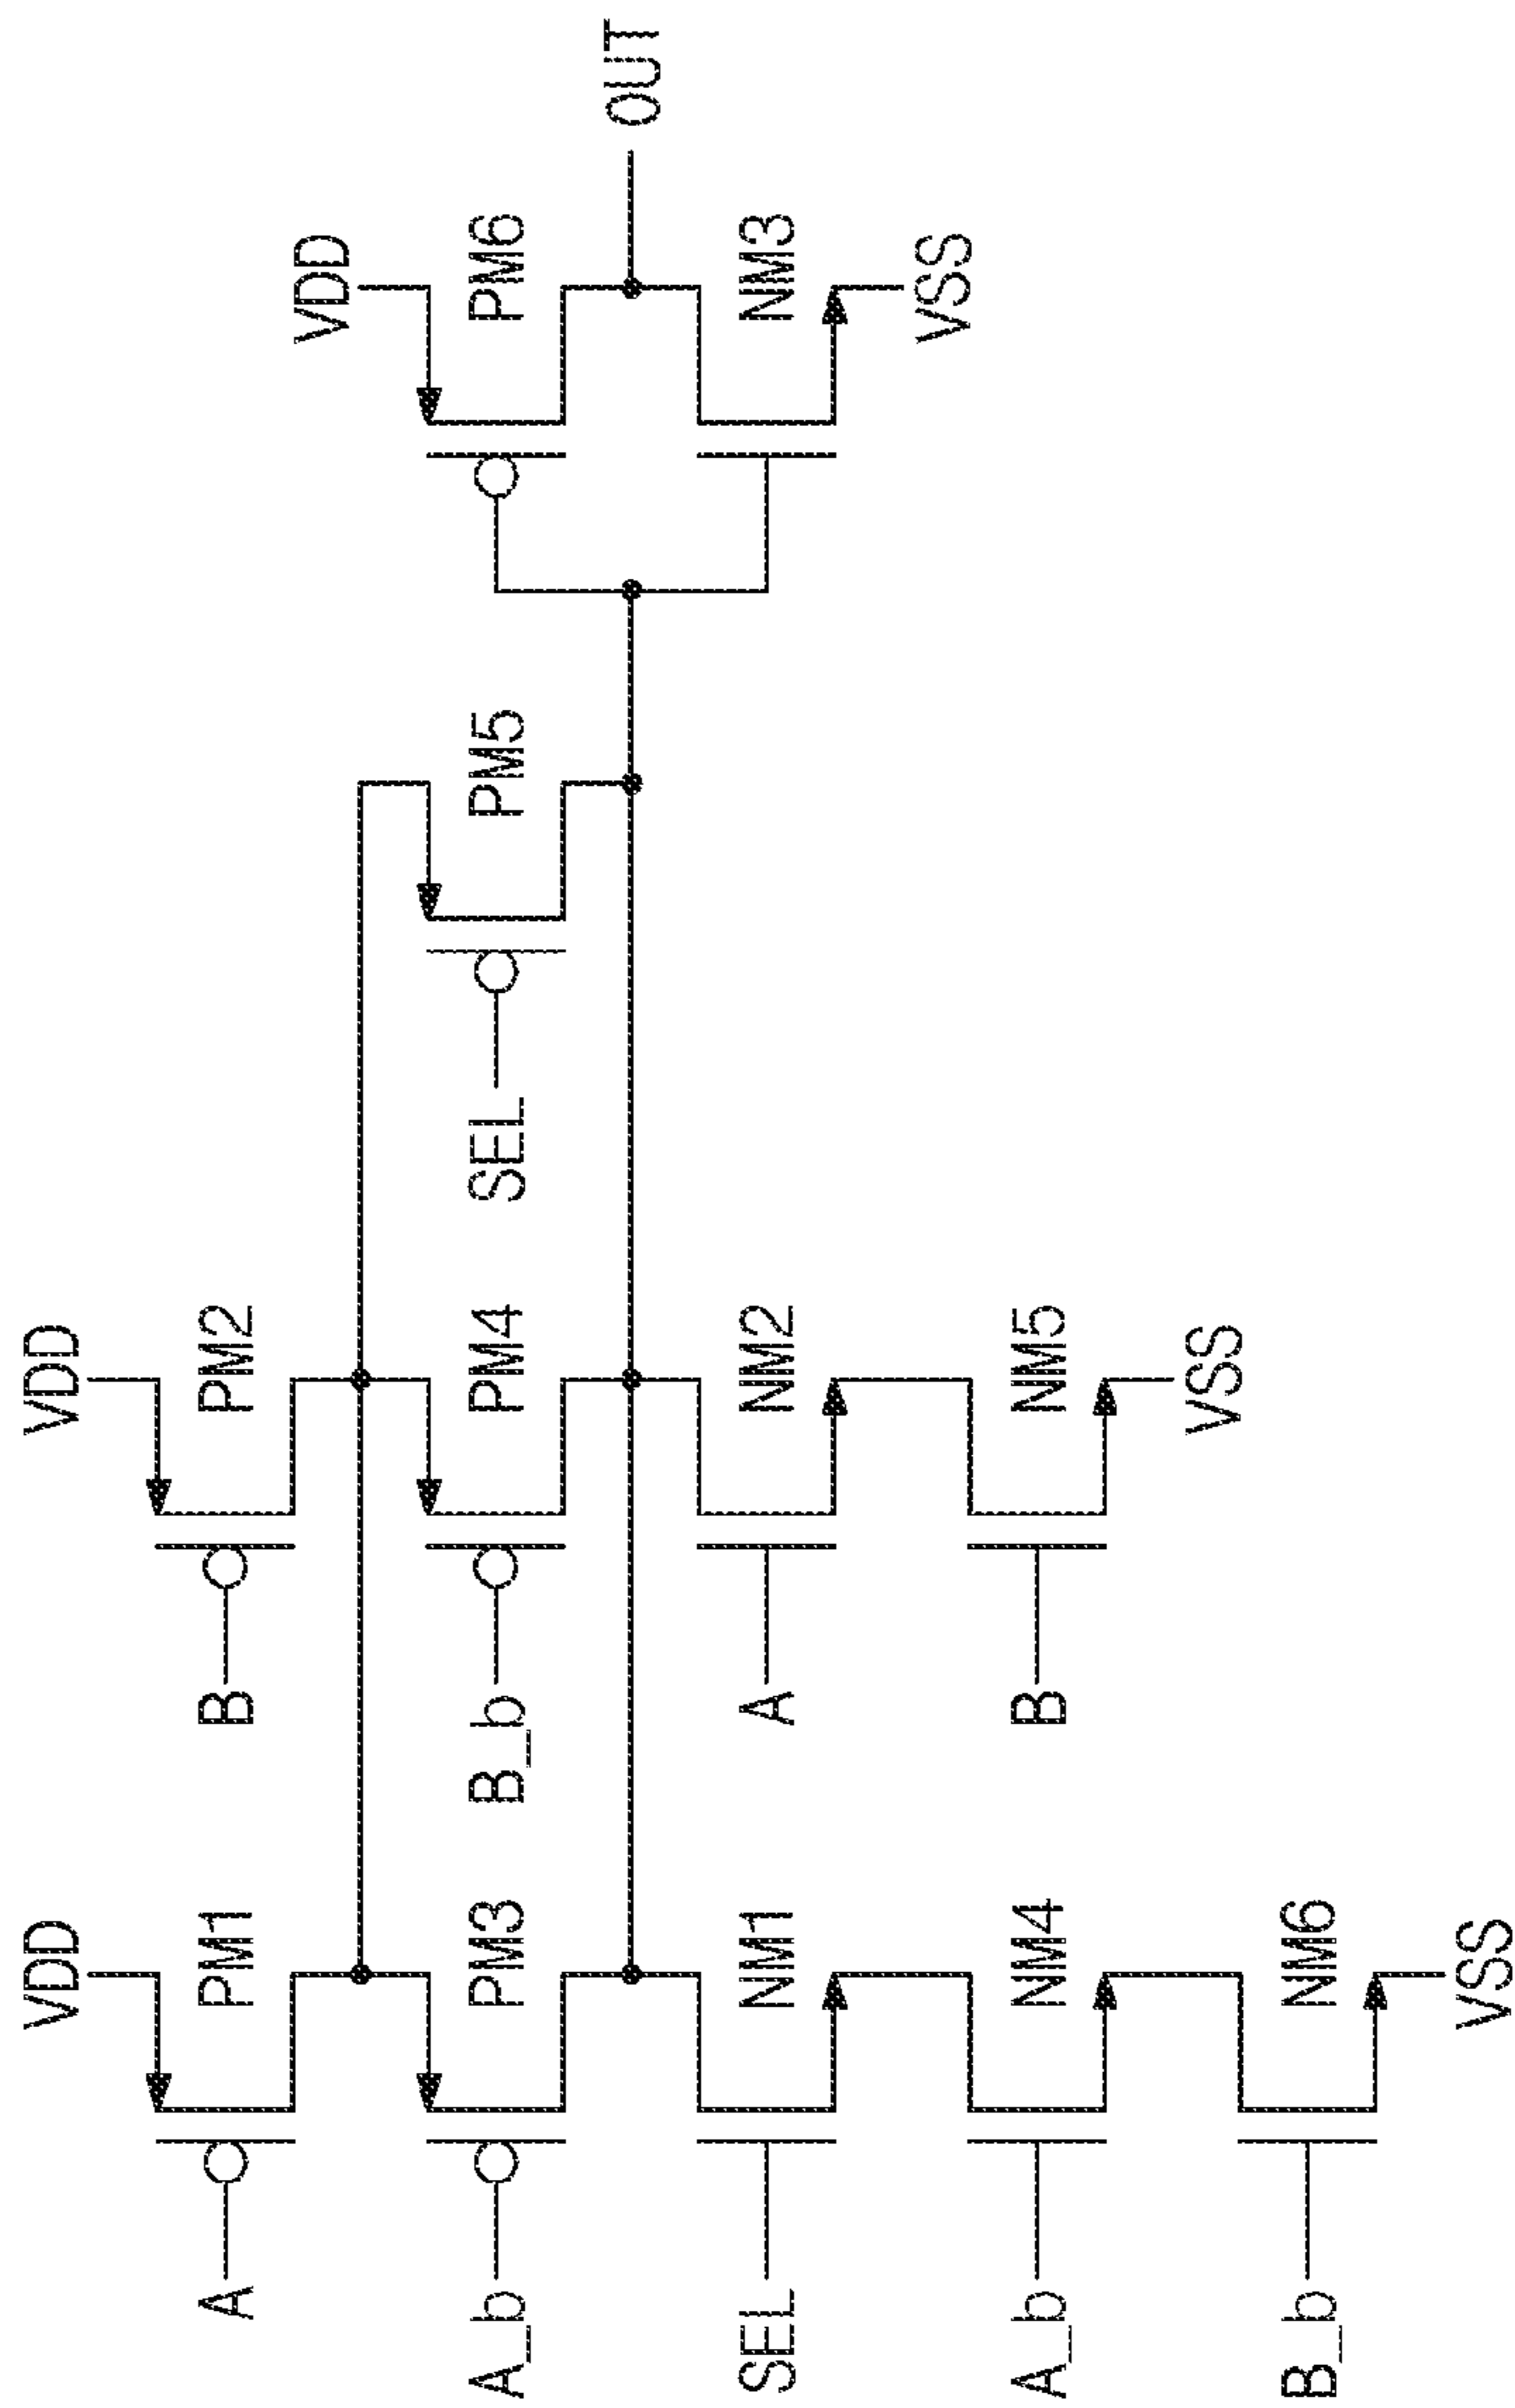 VDD
VDD
A
PM1
B
PM2
VDD
A_b
PM3
B_b
PM4
SEL
PM5
PM6
OUT
SEL
NM1
A
NM2
NM3
VSS
A_b
NM4
B
NM5
VSS
B_b
NM6
VSS